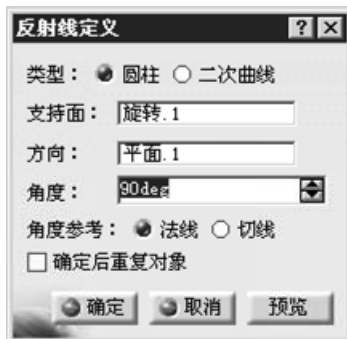 反射线定义
类型： 圆柱 二次曲线
支持面： 旋转.1
方向： 平面.1
角度： 90deg
角度参考： 法线 切线
确定后重复对象
确定 取消 预览